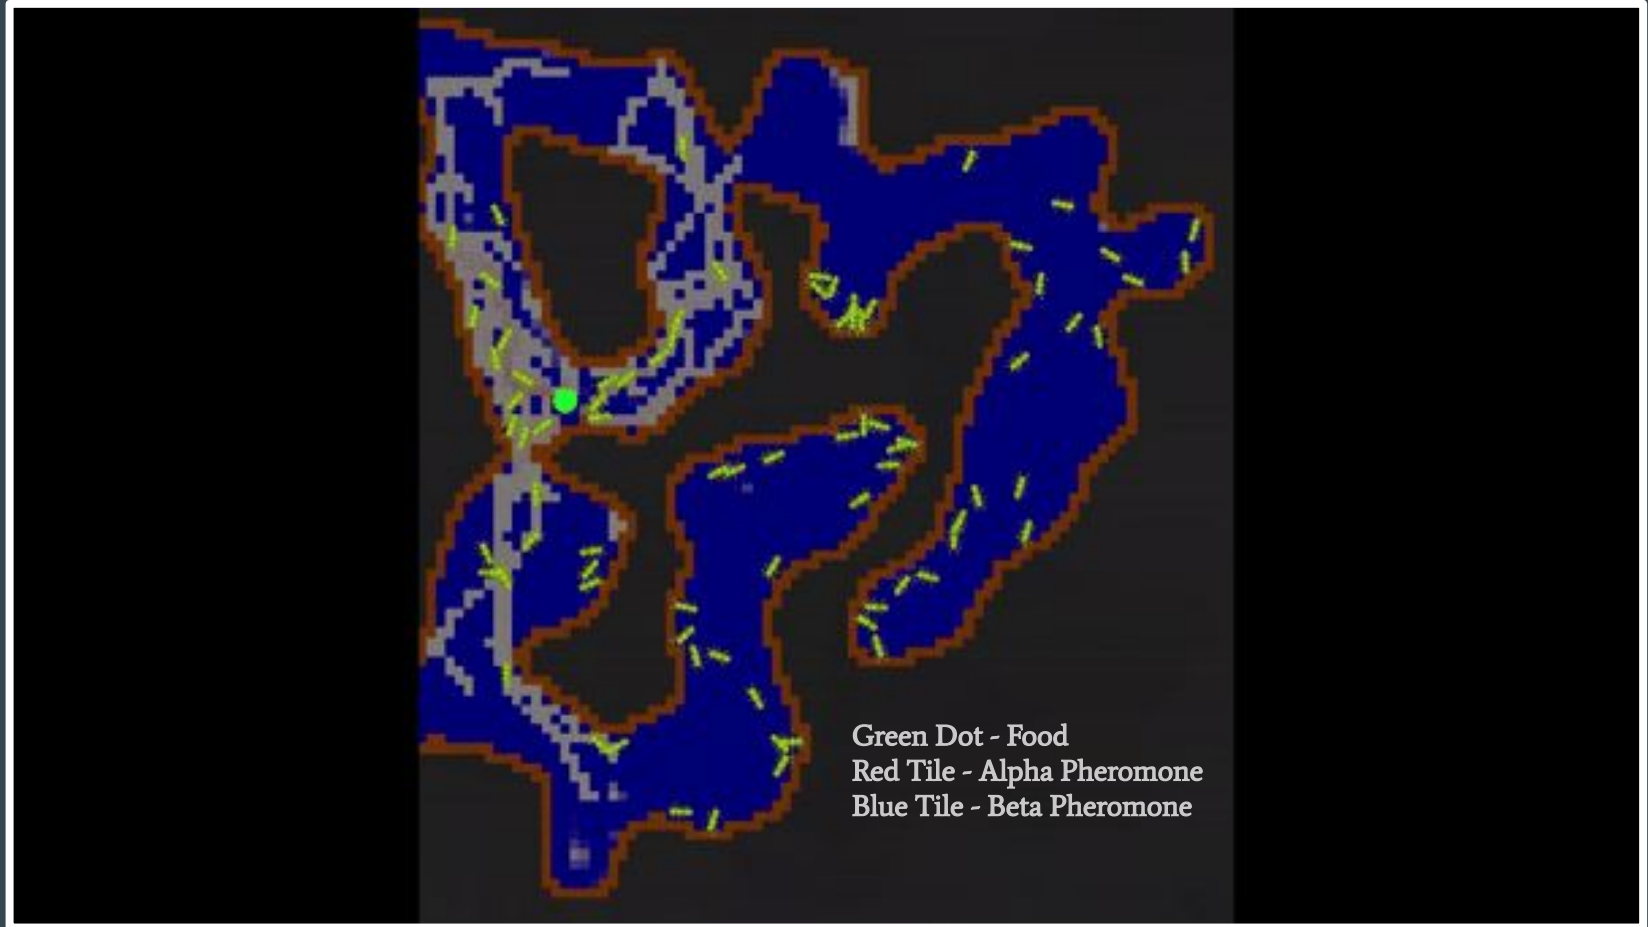 Green Dot - Food
Red Tile - Alpha Pheromone
Blue Tile - Beta Pheromone